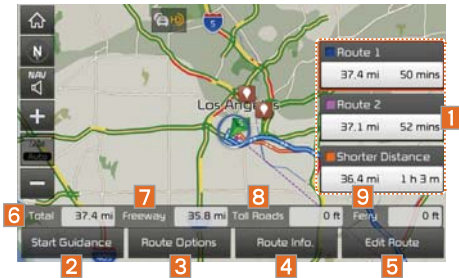 5
N
NAV
Auto
Los Angeles
Route 1
37.4 mi 50 mins
Route 2
37.1 mi 52 mins
Shorter Distance
36.4 mi 1 h 3 m
1
7 8 9
6 Total 37.4 mi Freeway 35.8 mi Toll Roads 0 ft Ferry 0 ft
Start Guidance Route Options Route Info. Edit Route
2 3 4 5